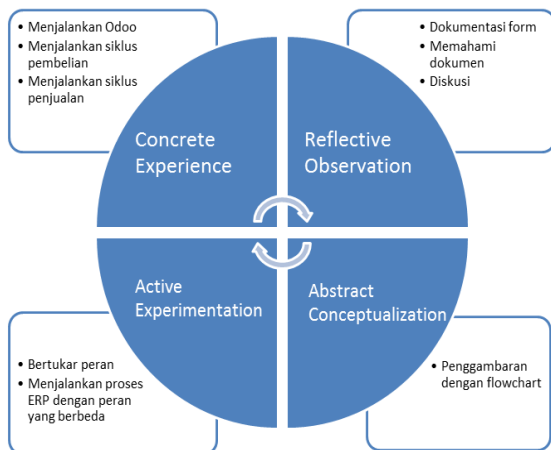 • Menjalankan Odoo
• Menjalankan siklus
pembelian
• Menjalankan siklus
penjualan
• Dokumentasi form
• Memahami
dokumen
• Diskusi
Concrete
Experience
Reflective
Observation
Active
Experimentation
Abstract
Conceptualization
• Bertukar peran
• Menjalankan proses
ERP dengan peran
yang berbeda
• Penggambaran
dengan flowchart